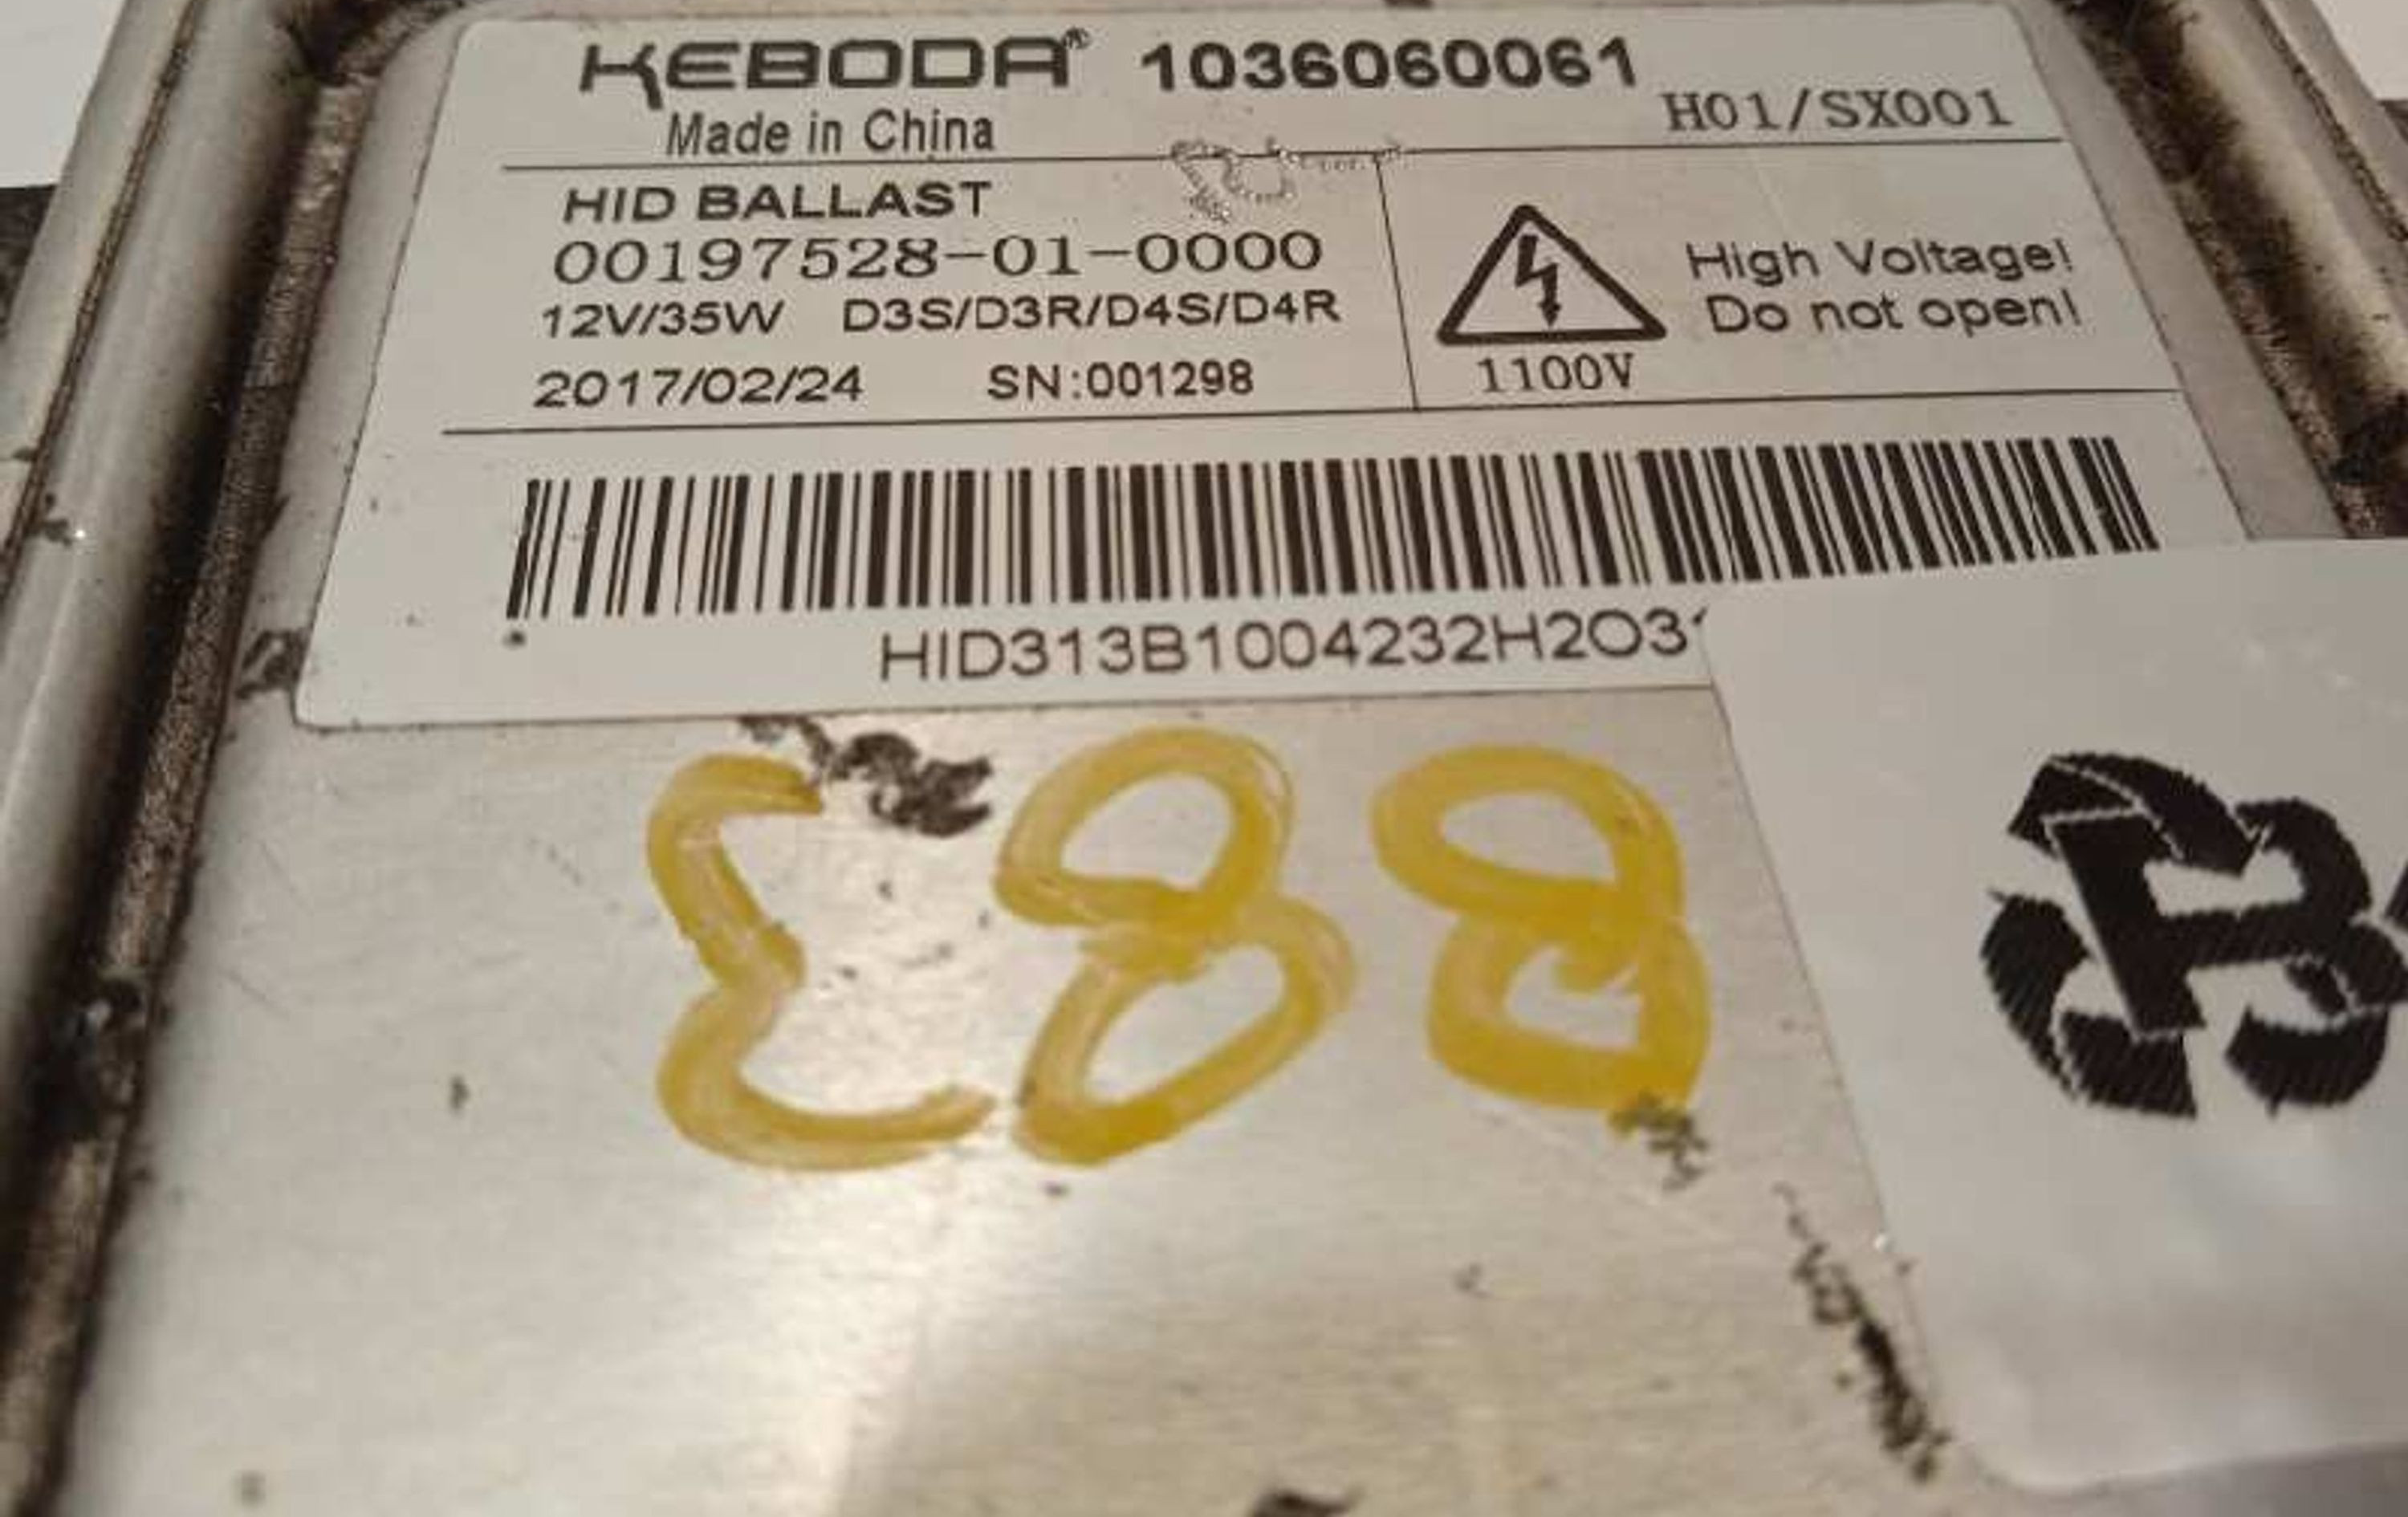 KEBODA® 1036060061
Made in China
H01/SX001
HID BALLAST
00197528-01-0000
12V/35W D3S/D3R/D4S/D4R
2017/02/24 SN:001298
High Voltage!
Do not open!
1100V
HID313B1004232H2O3
E88